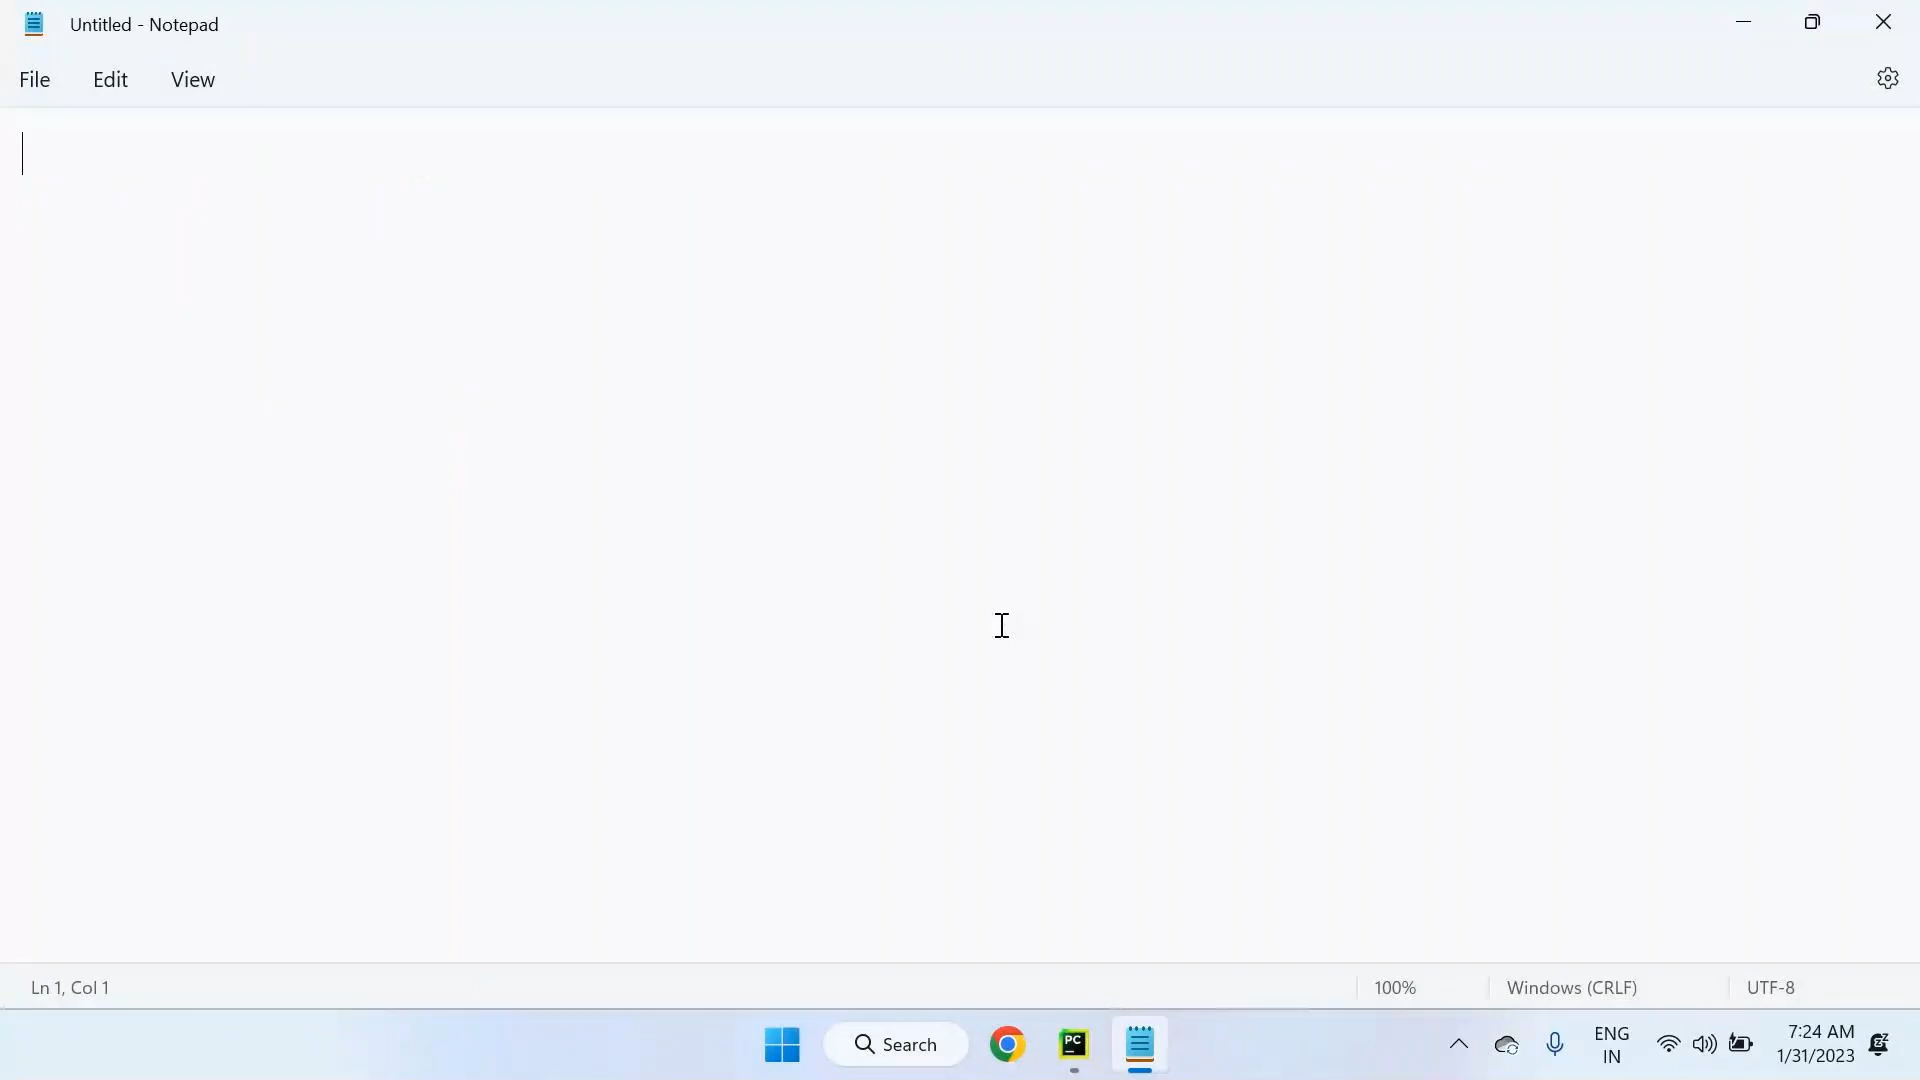 Untitled - Notepad
File Edit View
Ln 1, Col 1 100% Windows (CRLF) UTF-8
Search PC ENG
IN 7:24 AM
1/31/2023